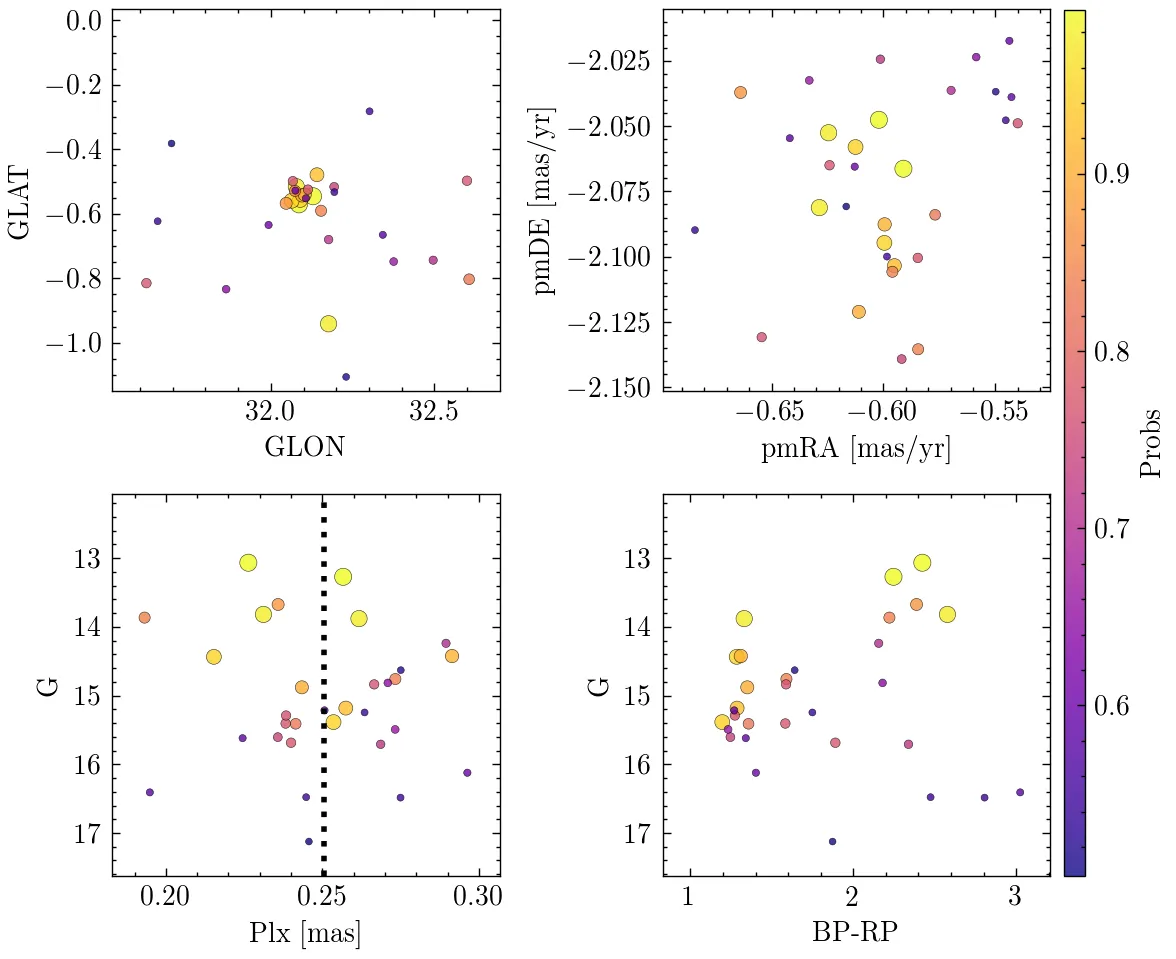 0.0
−0.2
−0.4
−0.6
−0.8
−1.0
GLAT
32.0 32.5
GLON
−2.025
−2.050
−2.075
−2.100
−2.125
−2.150
pmDE [mas/yr]
−0.65 −0.60 −0.55
pmRA [mas/yr]
13
14
15
16
17
G
0.20 0.25 0.30
Plx [mas]
13
14
15
16
17
G
1 2 3
BP-RP
0.9
0.8
0.7
0.6
Probs